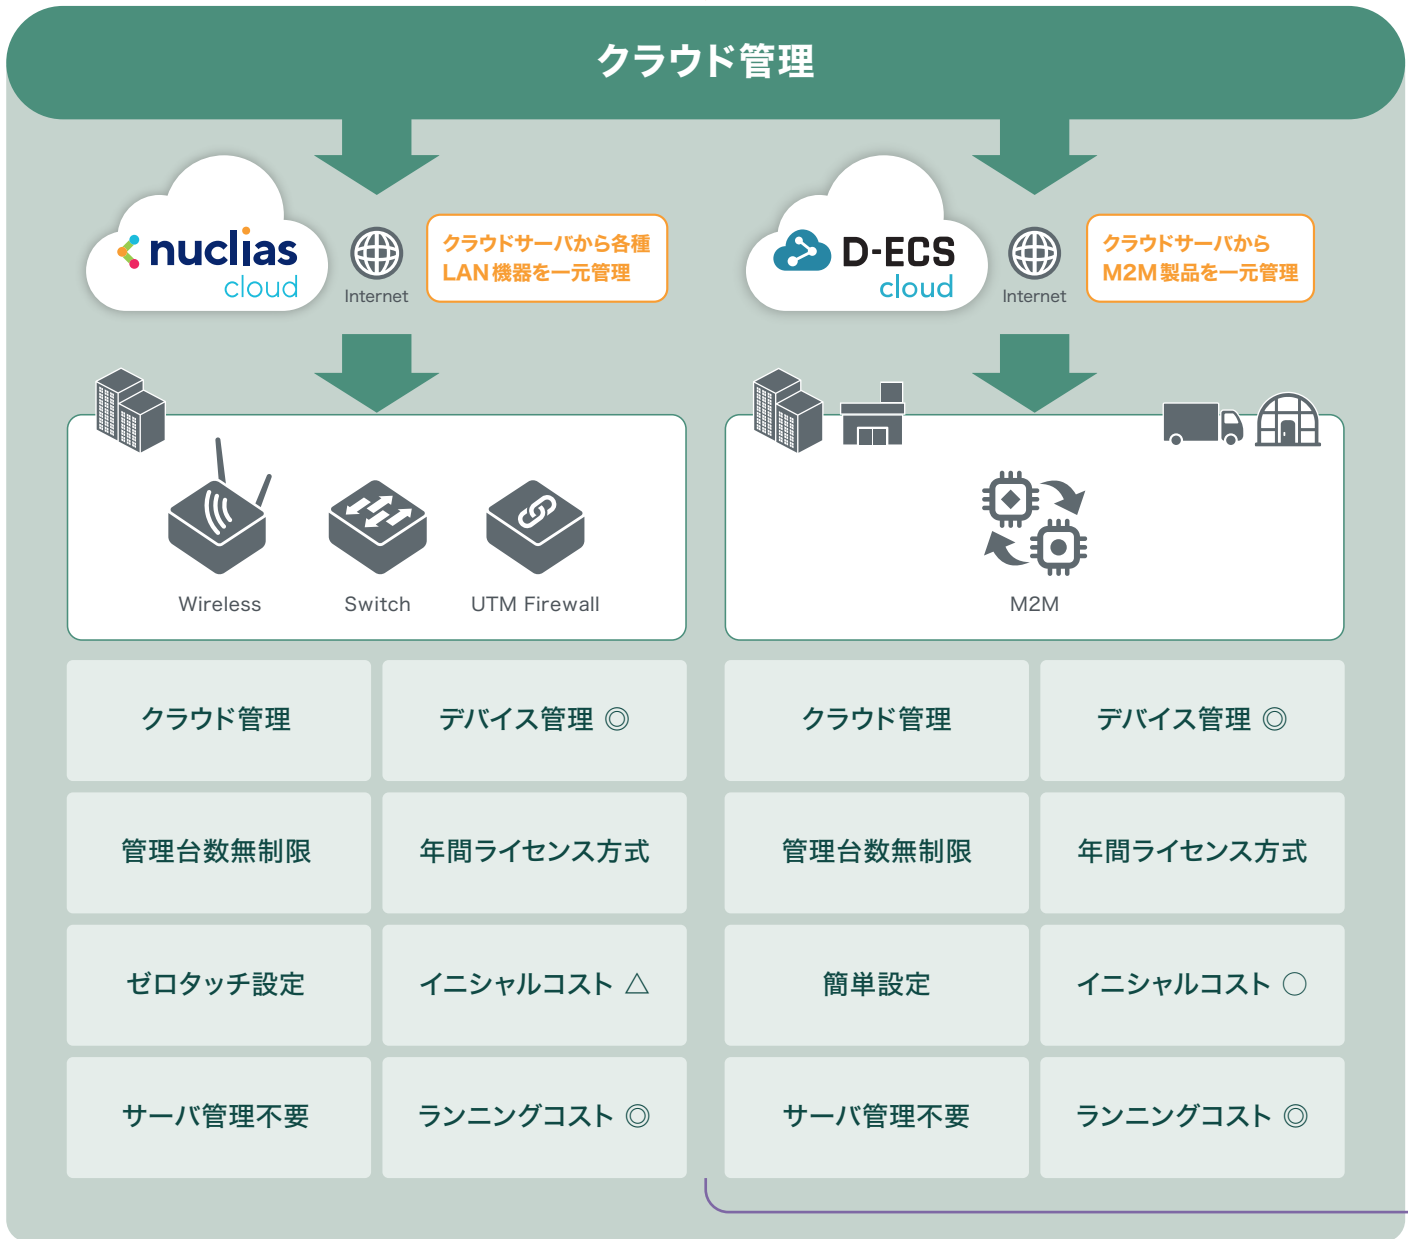 クラウド管理
nuclias
cloud
Internet
クラウドサーバから各種
LAN機器を一元管理
D-ECS
cloud
Internet
クラウドサーバから
M2M製品を一元管理
Wireless
Switch
UTM Firewall
M2M
クラウド管理
デバイス管理 ◎
クラウド管理
デバイス管理 ◎
管理台数無制限
年間ライセンス方式
管理台数無制限
年間ライセンス方式
ゼロタッチ設定
イニシャルコスト △
簡単設定
イニシャルコスト ○
サーバ管理不要
ランニングコスト ◎
サーバ管理不要
ランニングコスト ◎